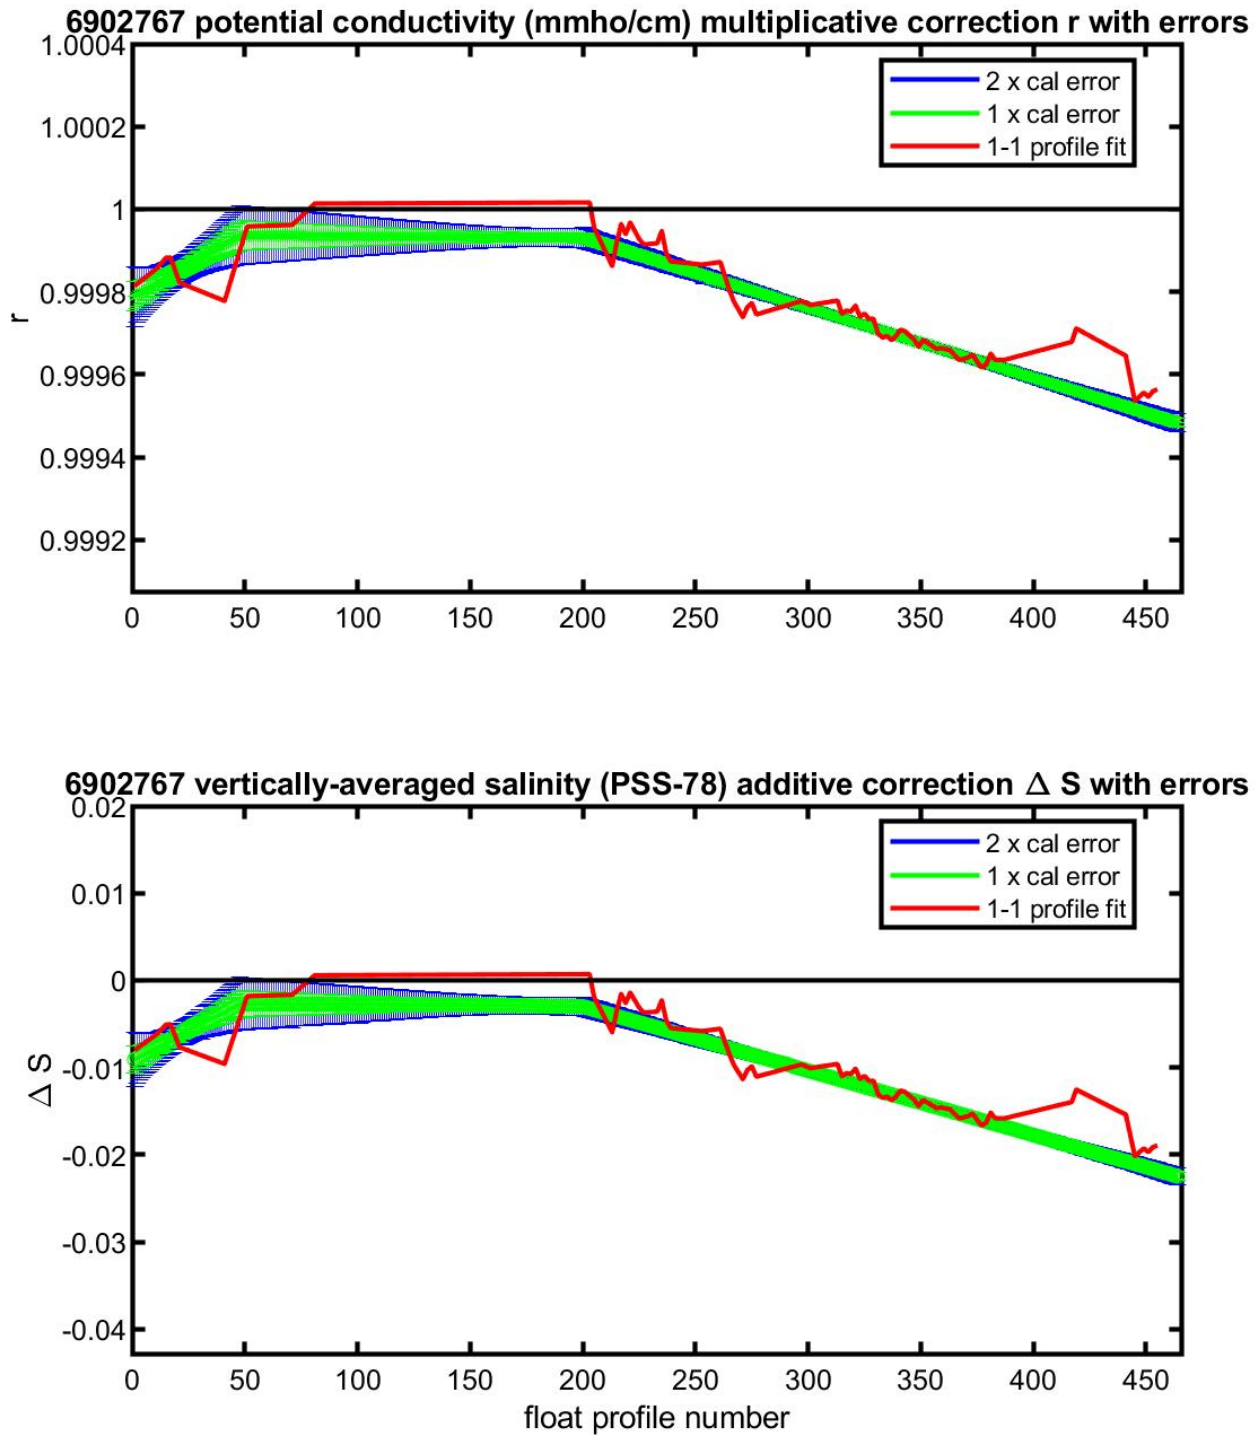 6902767 potential conductivity (mmho/cm) multiplicative correction r with errors
1.0004
1.0002
1
0.9998
0.9996
0.9994
0.9992
r
2 x cal error
1 x cal error
1-1 profile fit
0 50 100 150 200 250 300 350 400 450
6902767 vertically-averaged salinity (PSS-78) additive correction Δ S with errors
0.02
0.01
0
-0.01
-0.02
-0.03
-0.04
Δ S
2 x cal error
1 x cal error
1-1 profile fit
0 50 100 150 200 250 300 350 400 450
float profile number